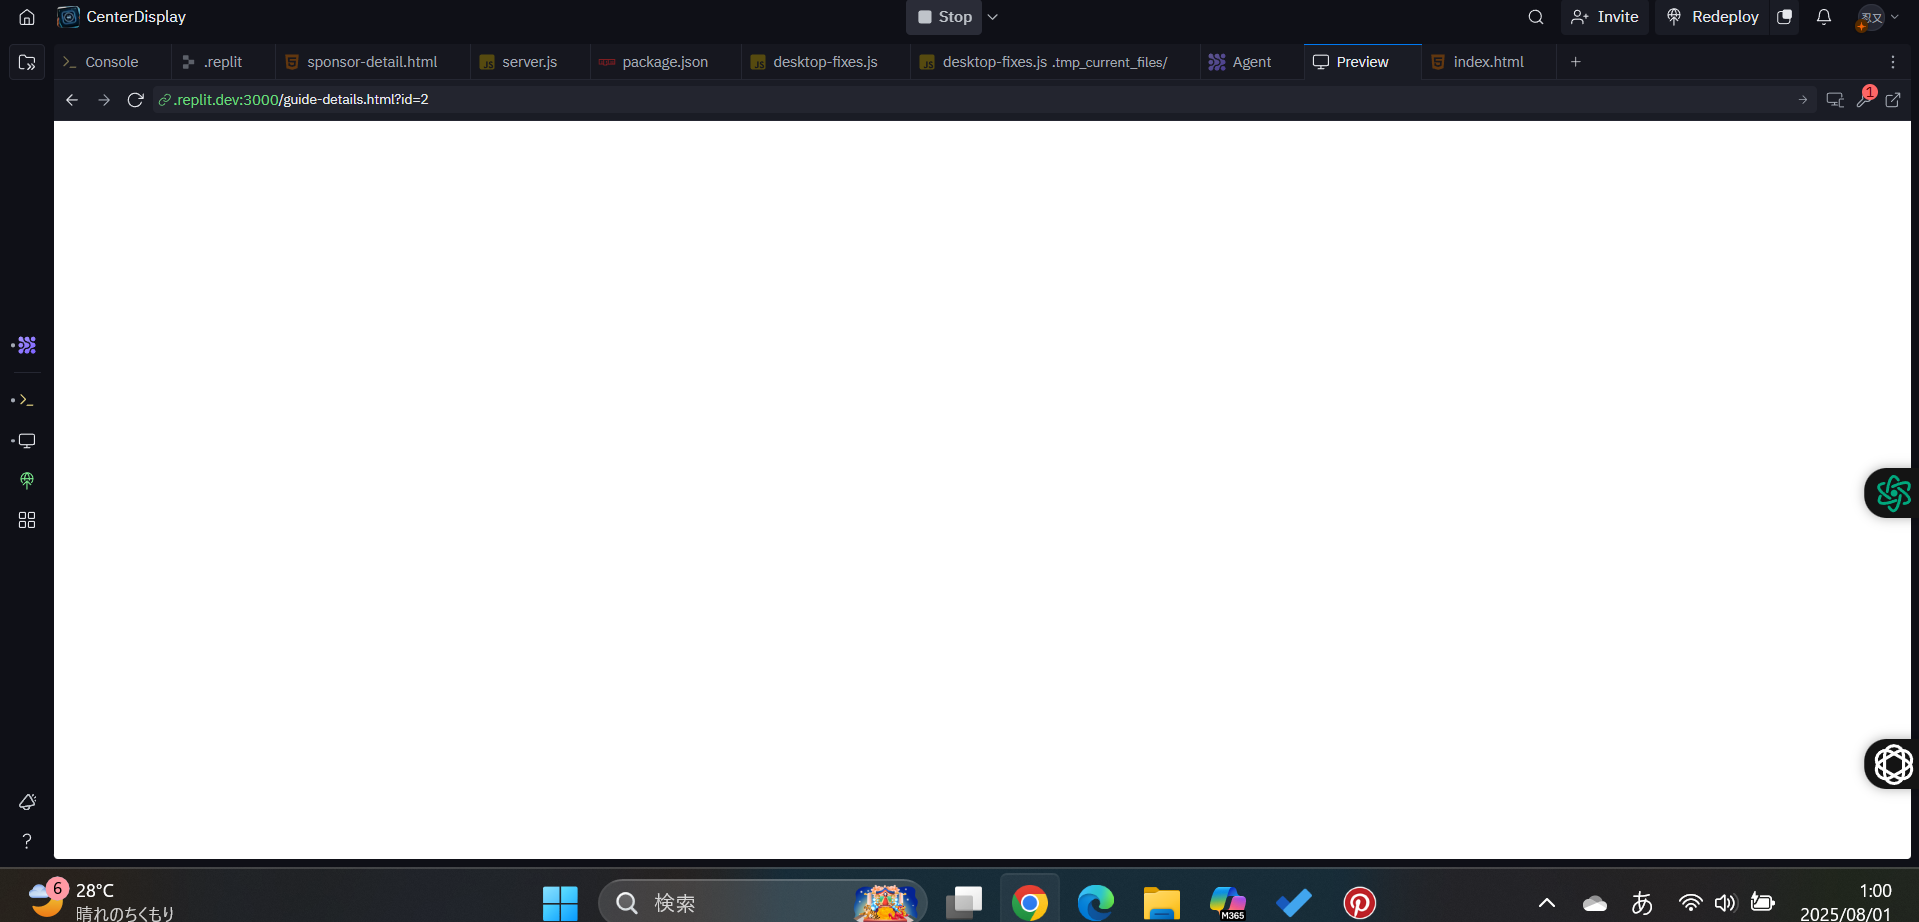 CenterDisplay
Stop
Invite
Redeploy
Console
.replit
sponsor-detail.html
server.js
package.json
desktop-fixes.js
desktop-fixes.js .tmp_current_files/
Agent
Preview
index.html
.replit.dev:3000/guide-details.html?id=2
1
6
28°C
晴れのちくもり
検索
M365
あ
1:00
2025/08/01